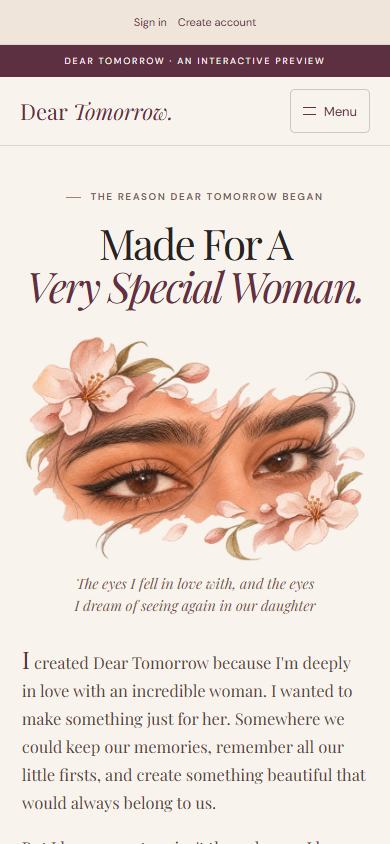 Sign in Create account
DEAR TOMORROW · AN INTERACTIVE PREVIEW
Dear Tomorrow.
Menu
THE REASON DEAR TOMORROW BEGAN
Made For A
Very Special Woman.
The eyes I fell in love with, and the eyes
I dream of seeing again in our daughter
I created Dear Tomorrow because I'm deeply
in love with an incredible woman. I wanted to
make something just for her. Somewhere we
could keep our memories, remember all our
little firsts, and create something beautiful that
would always belong to us.